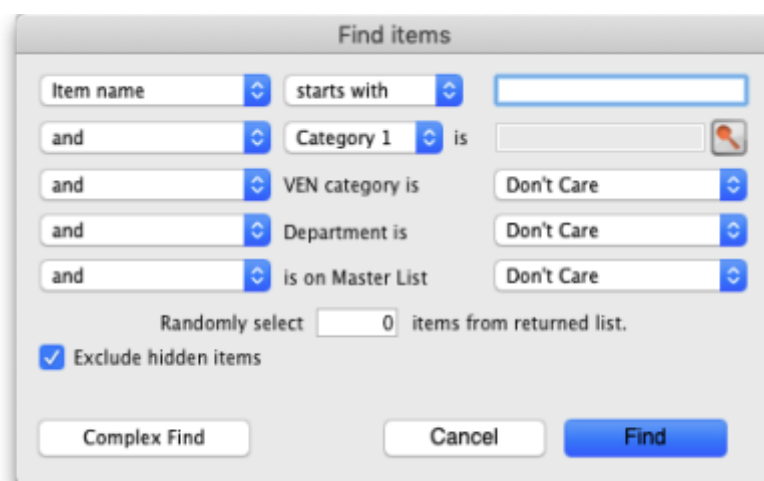 Find items
Item name starts with
and Category 1 is
and VEN category is Don't Care
and Department is Don't Care
and is on Master List Don't Care
Randomly select 0 items from returned list.
Exclude hidden items
Complex Find Cancel Find